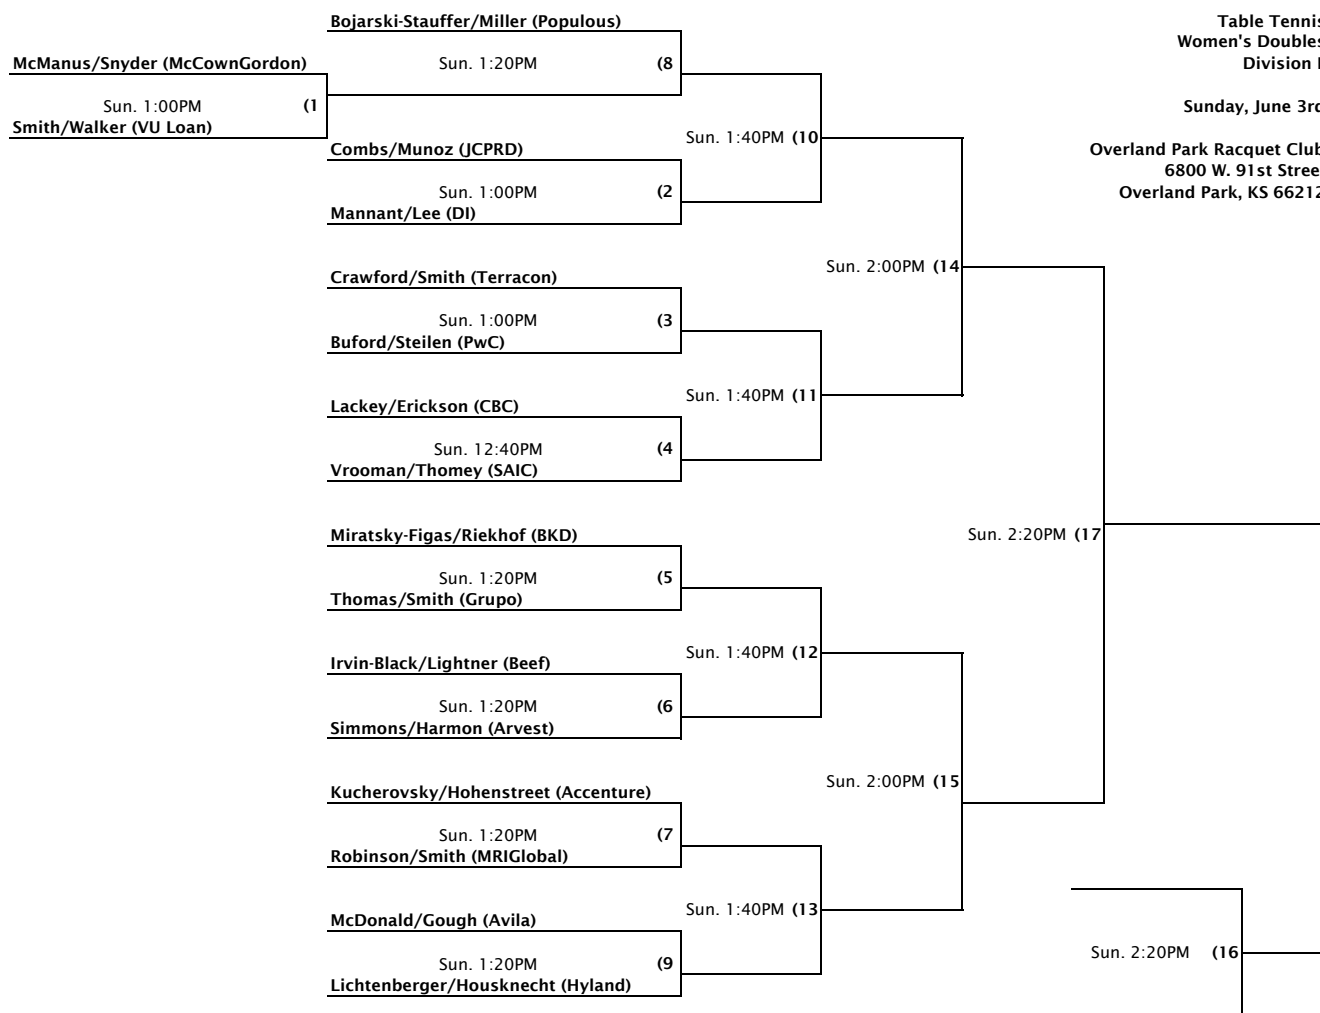 Bojarski-Stauffer/Miller (Populous)
Table Tennis
Women's Doubles
McManus/Snyder (McCownGordon)
Sun. 1:20PM (8
Division I
Sun. 1:00PM (1
Sunday, June 3rd
Smith/Walker (VU Loan)
Sun. 1:40PM (10
Combs/Munoz (JCPRD)
Overland Park Racquet Club
6800 W. 91st Stree
Sun. 1:00PM (2
Overland Park, KS 66212
Mannant/Lee (DI)
Sun. 2:00PM (14
Crawford/Smith (Terracon)
Sun. 1:00PM (3
Buford/Steilen (PwC)
Sun. 1:40PM (11
Lackey/Erickson (CBC)
Sun. 12:40PM (4
Vrooman/Thomey (SAIC)
Miratsky-Figas/Riekhof (BKD)
Sun. 2:20PM (17
Sun. 1:20PM (5
Thomas/Smith (Grupo)
Sun. 1:40PM (12
Irvin-Black/Lightner (Beef)
Sun. 1:20PM (6
Simmons/Harmon (Arvest)
Sun. 2:00PM (15
Kucherovsky/Hohenstreet (Accenture)
Sun. 1:20PM (7
Robinson/Smith (MRIGlobal)
Sun. 1:40PM (13
McDonald/Gough (Avila)
Sun. 2:20PM (16
Sun. 1:20PM (9
Lichtenberger/Housknecht (Hyland)